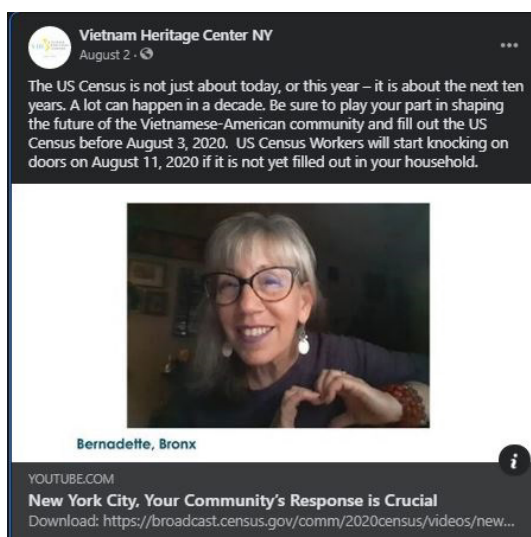 Vietnam Heritage Center NY
August 2
The US Census is not just about today, or this year – it is about the next ten
years. A lot can happen in a decade. Be sure to play your part in shaping
the future of the Vietnamese-American community and fill out the US
Census before August 3, 2020. US Census Workers will start knocking on
doors on August 11, 2020 if it is not yet filled out in your household.
Bernadette, Bronx
YOUTUBE.COM
New York City, Your Community's Response is Crucial
Download: https://broadcast.census.gov/comm/2020census/videos/new...